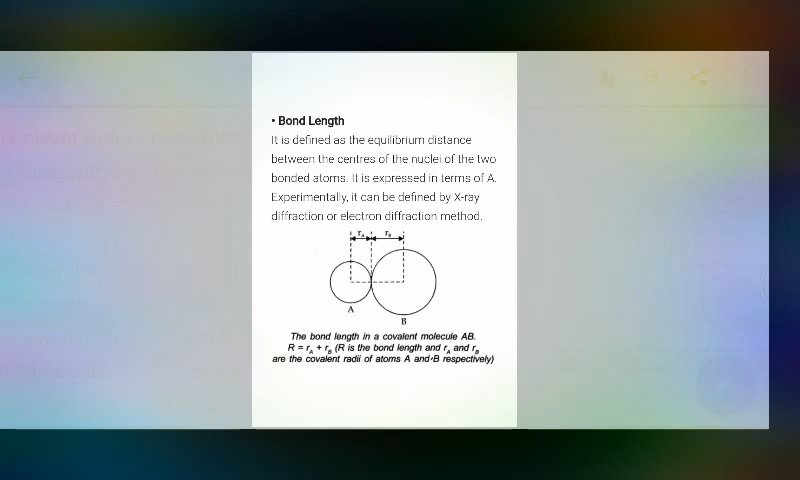 • Bond Length
It is defined as the equilibrium distance
between the centres of the nuclei of the two
bonded atoms. It is expressed in terms of A.
Experimentally, it can be defined by X-ray
diffraction or electron diffraction method.
rA rB
A
B
The bond length in a covalent molecule AB.
R = rA + rB (R is the bond length and rA and rB
are the covalent radii of atoms A and B respectively)